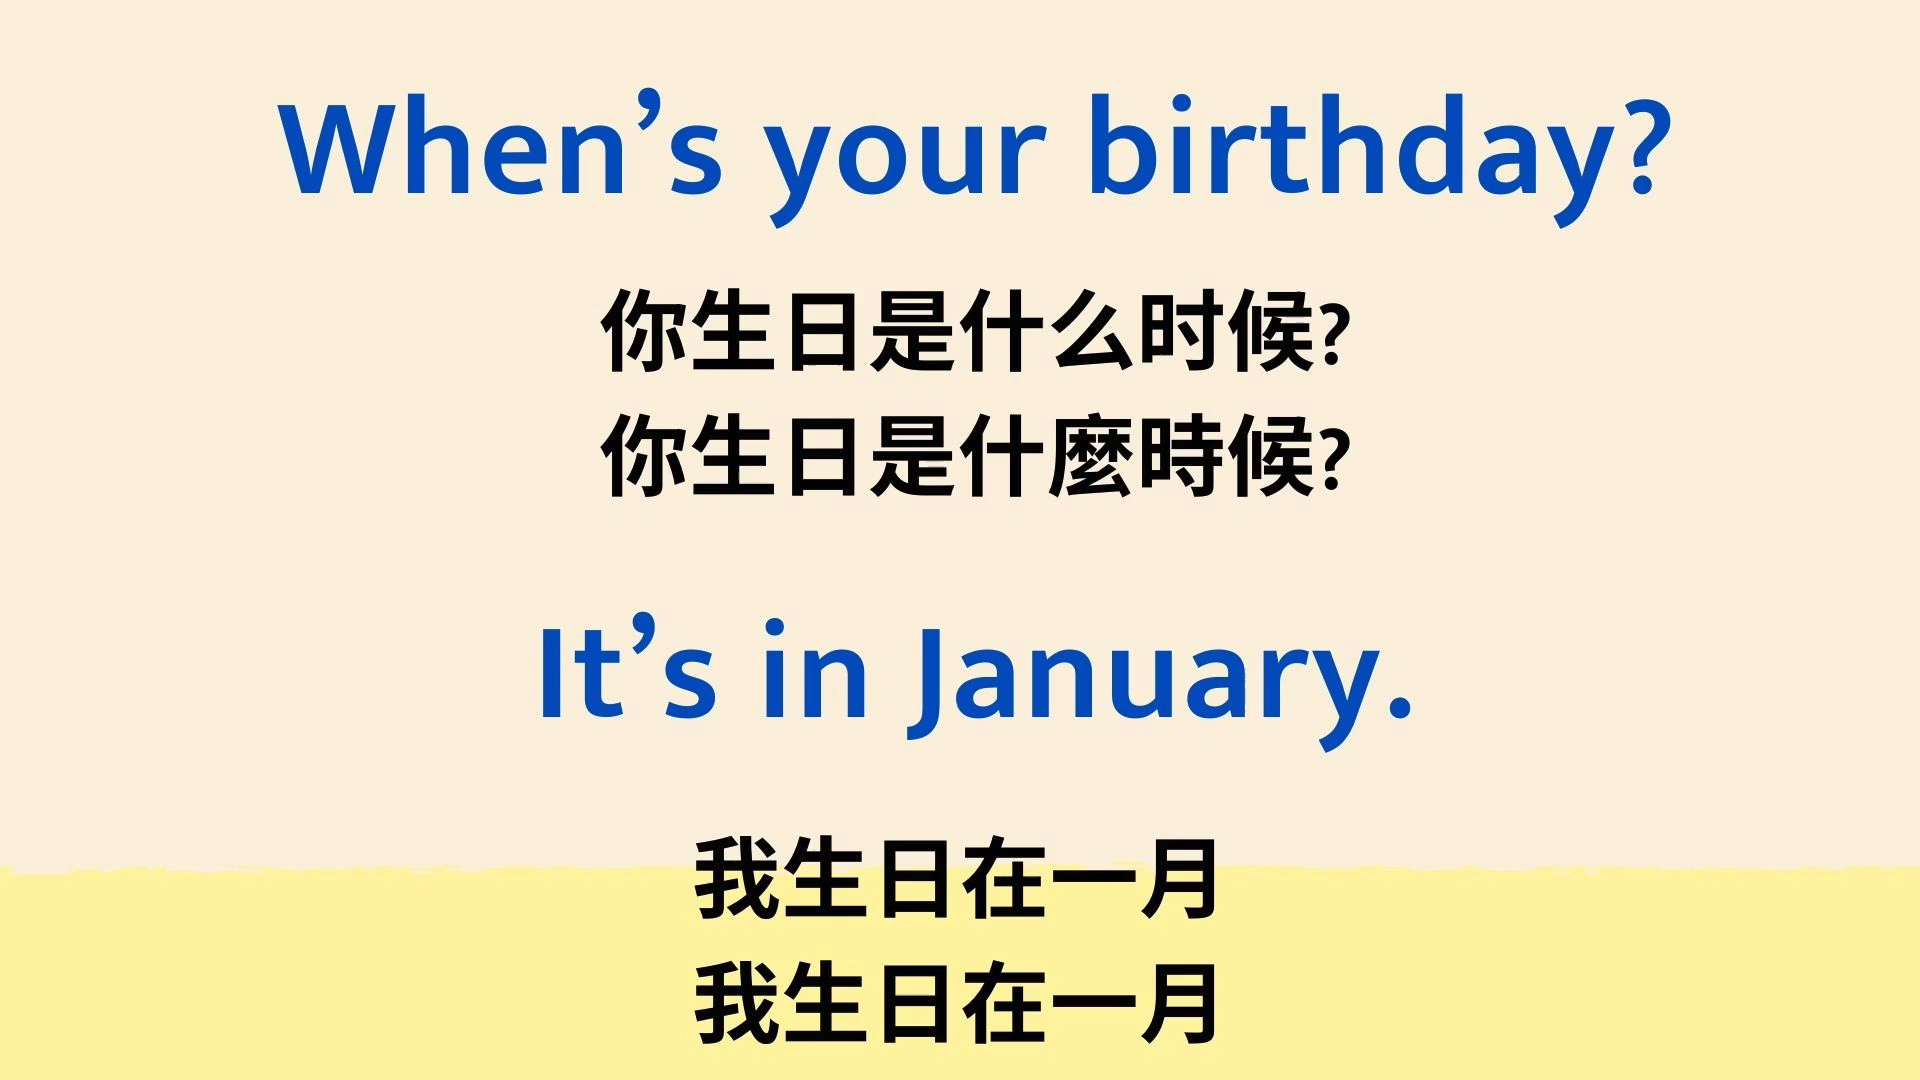 When’s your birthday?
你生日是什么时候?
你生日是什麼時候?
It’s in January.
我生日在一月
我生日在一月